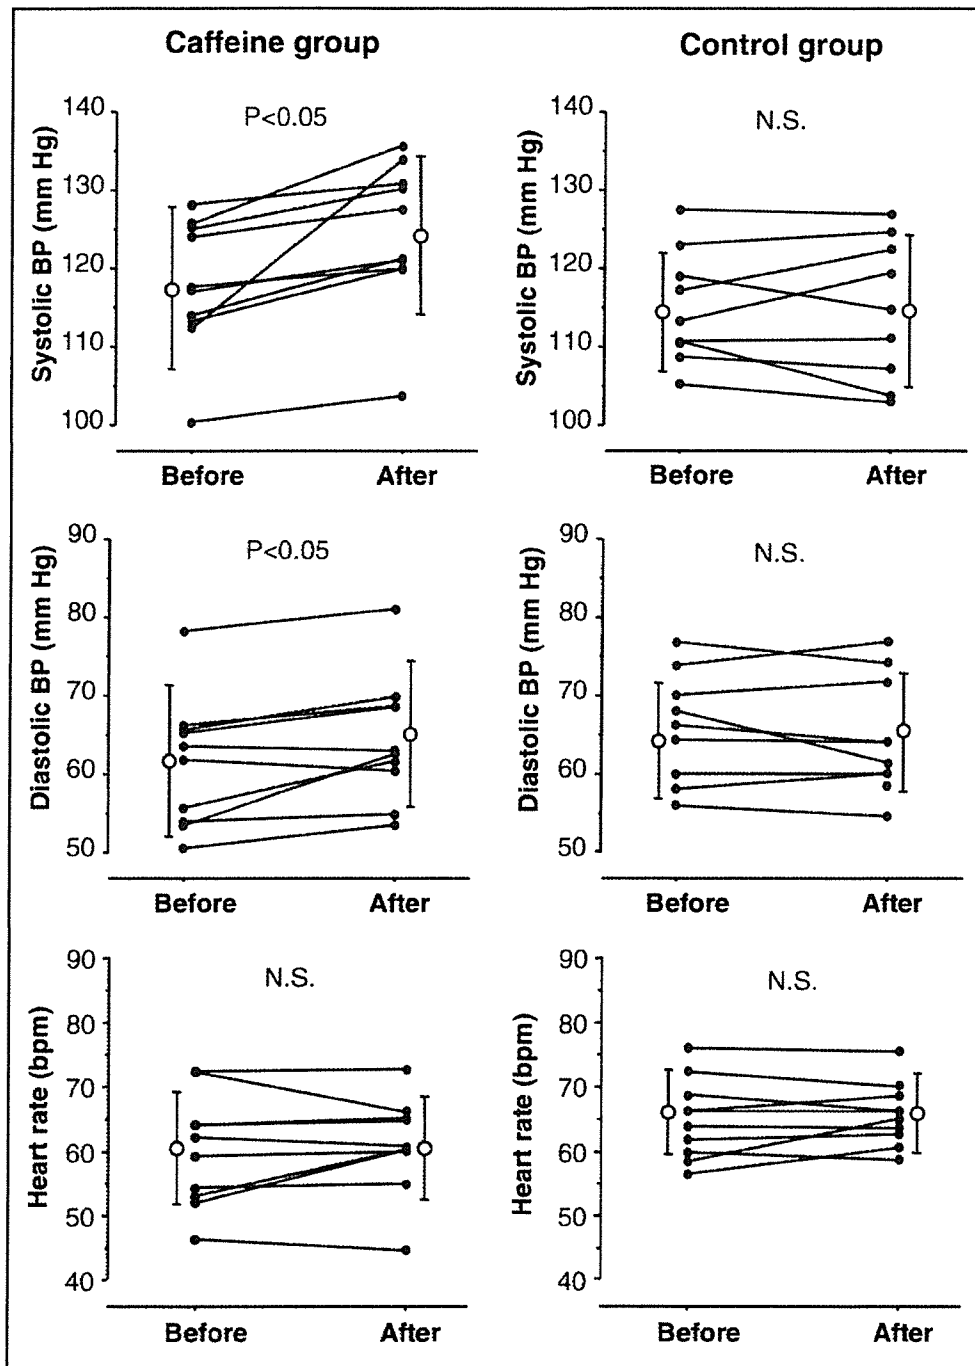 Caffeine group
Control group
Systolic BP (mm Hg)
140
130
120
110
100
P<0.05
Before
After
Systolic BP (mm Hg)
140
130
120
110
100
N.S.
Before
After
Diastolic BP (mm Hg)
90
80
70
60
50
P<0.05
Before
After
Diastolic BP (mm Hg)
90
80
70
60
50
N.S.
Before
After
Heart rate (bpm)
90
80
70
60
50
40
N.S.
Before
After
Heart rate (bpm)
90
80
70
60
50
40
N.S.
Before
After